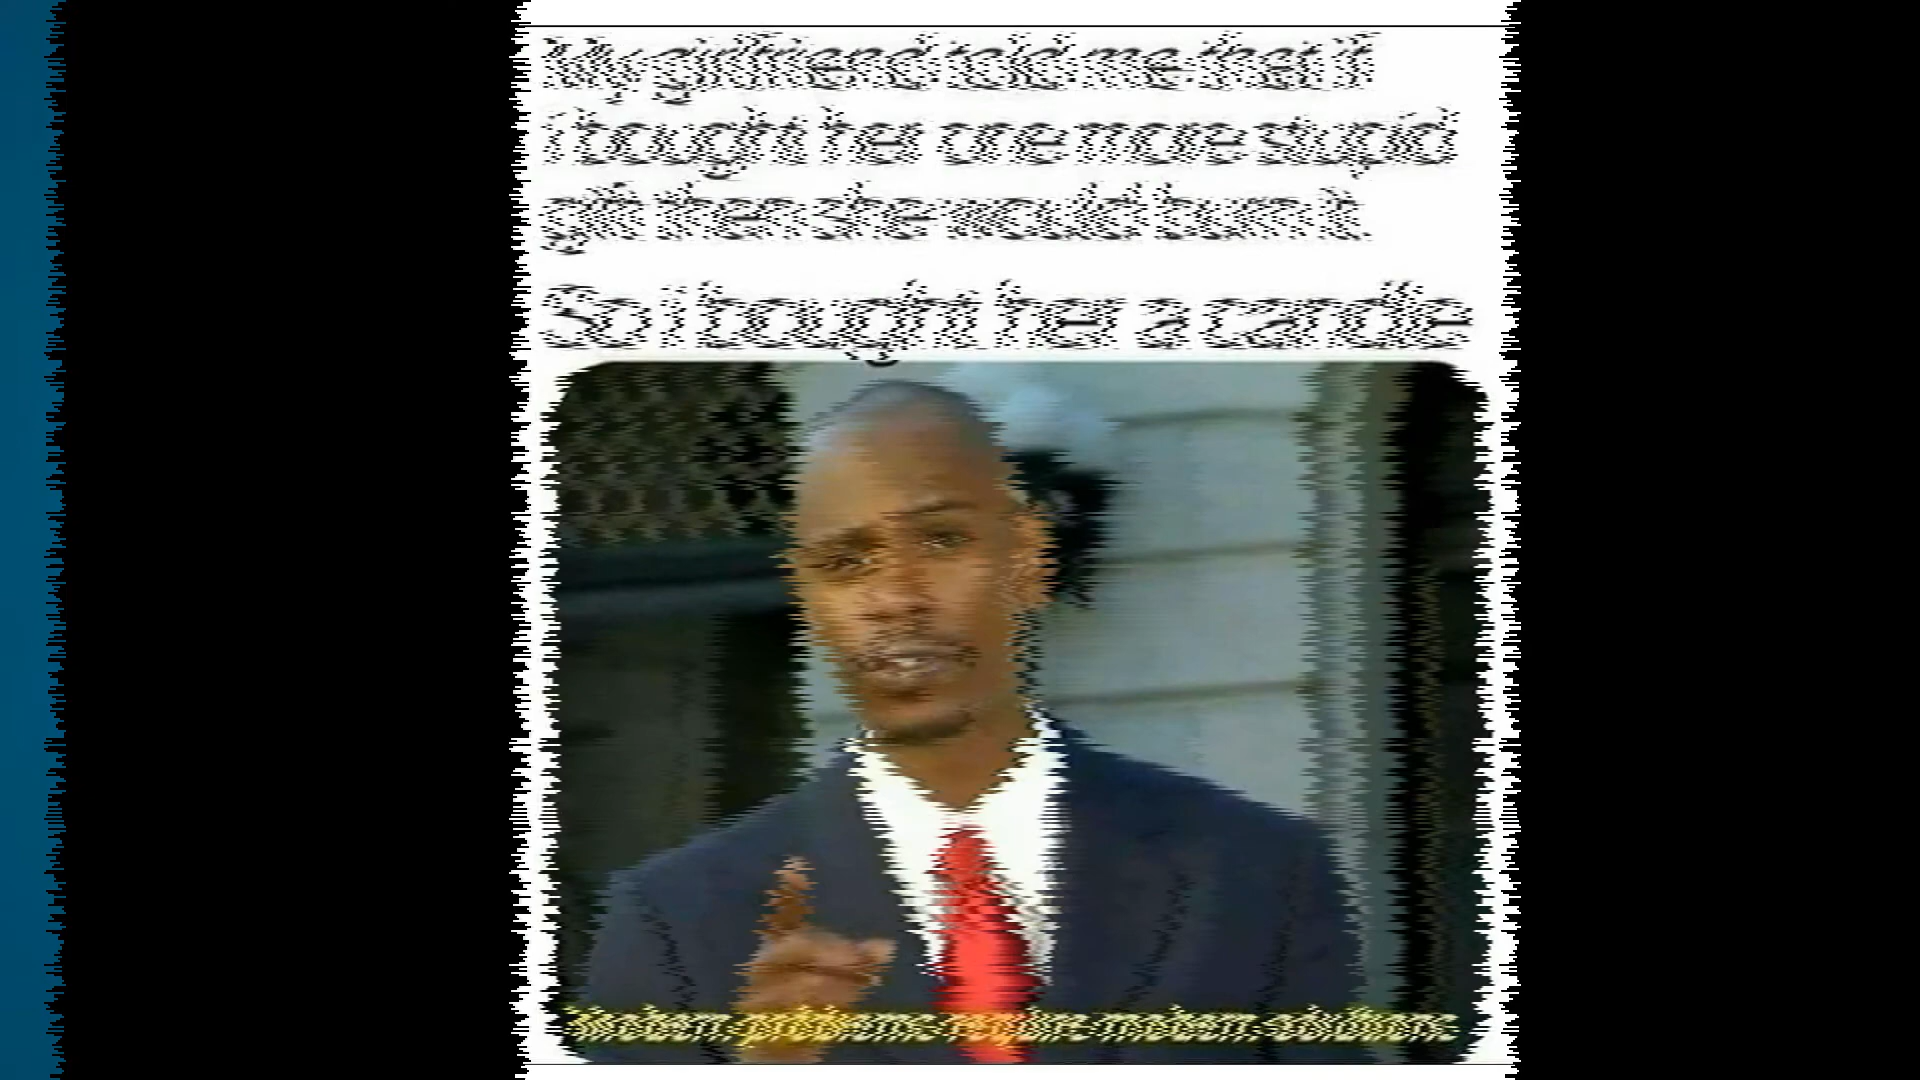 My girlfriend told me that if
i bought her one more stupid
gift then she would burn it.
So i bought her a candle
"Modern problems require modern solutions"